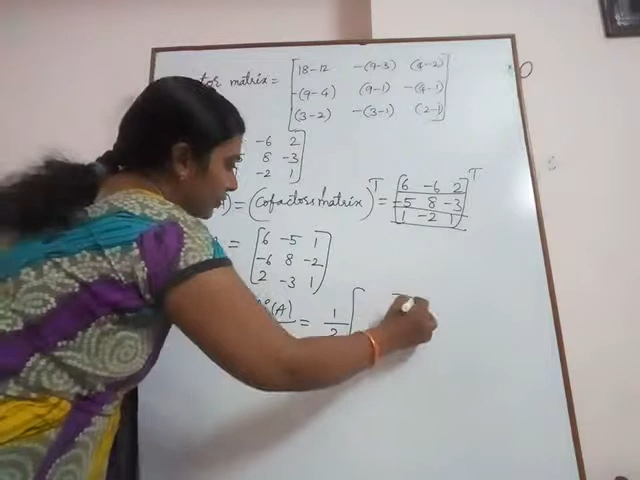 tor matrix = [ 18-12 -(9-3) (4-2)
-(9-4) (9-1) -(4-1)
(3-2) -(3-1) (2-1) ]
-6 2
8 -3
-2 1 ]
) = (Cofactors matrix)^T = [ 6 -6 2 ]^T
-5 8 -3
1 -2 1
= [ 6 -5 1
-6 8 -2
2 -3 1 ]
(A) = 1/2 [